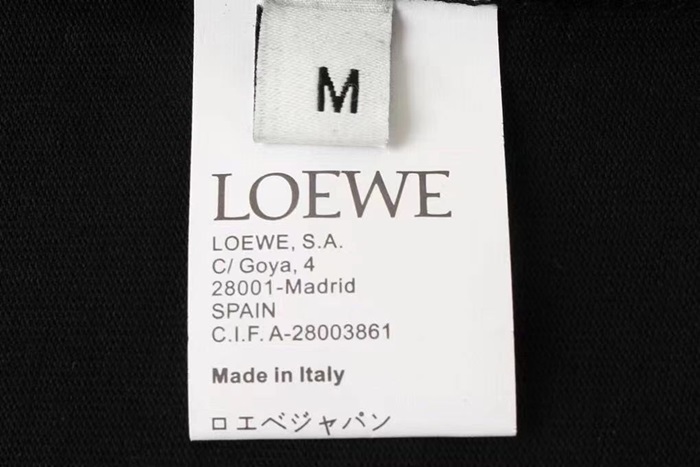 M
LOEWE
LOEWE, S.A.
C/ Goya, 4
28001-Madrid
SPAIN
C.I.F. A-28003861
Made in Italy
ロエベジャパン